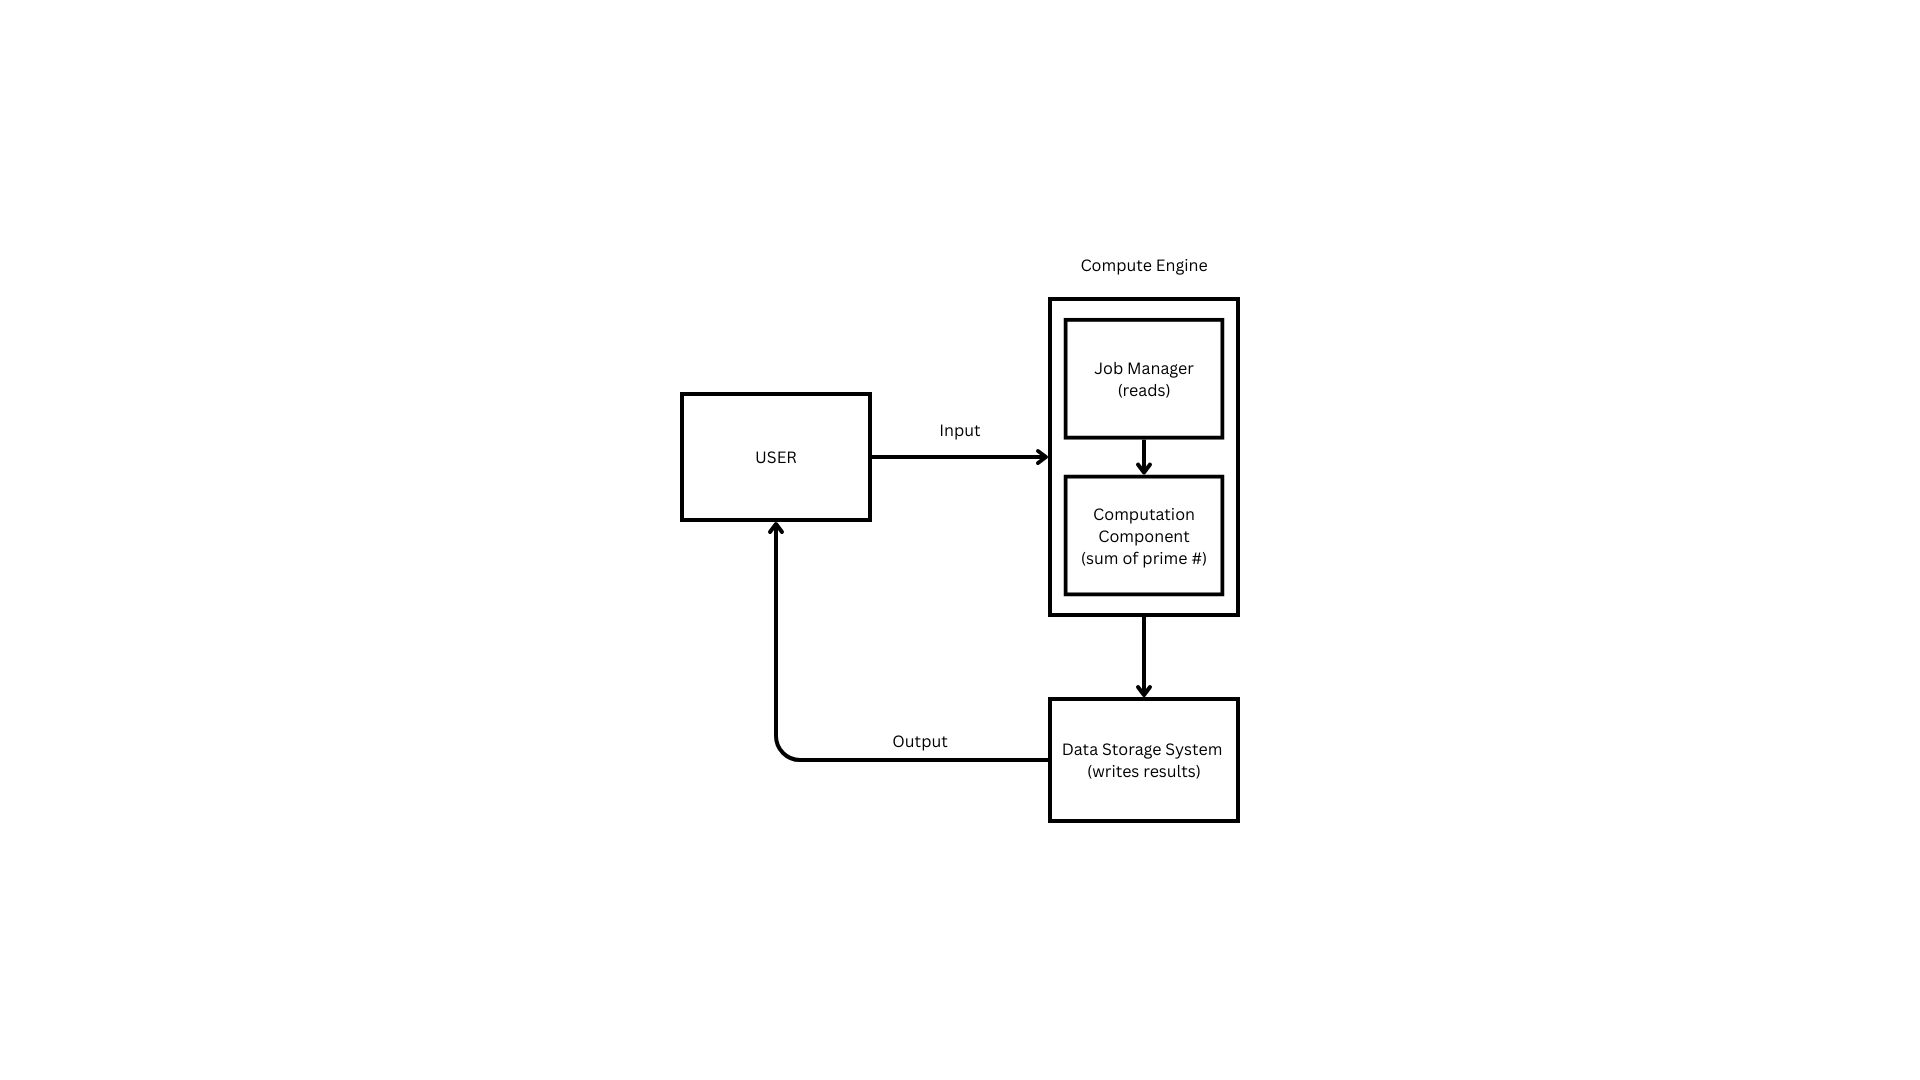 Compute Engine
Job Manager
(reads)
Input
USER
Computation
Component
(sum of prime #)
Output
Data Storage System
(writes results)